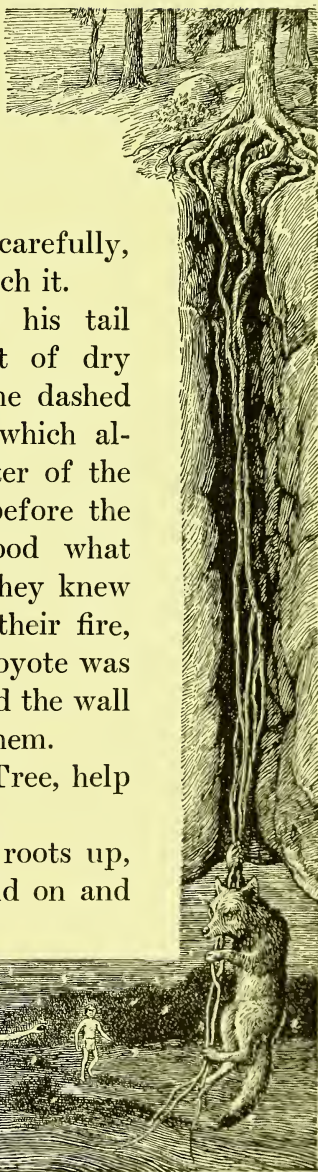 carefully,
ch it.
his tail
t of dry
ne dashed
which al-
ter of the
before the
ood what
they knew
their fire,
oyote was
d the wall
hem.
Tree, help
roots up,
d on and